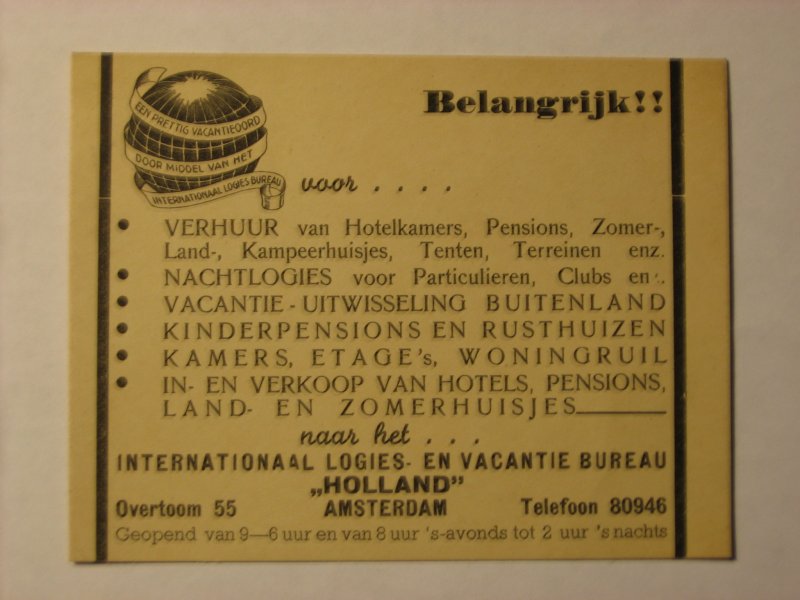 EEN PRETTIG VACANTIEOORD
DOOR MIDDEL VAN HET
INTERNATIONAAL LOGIES BUREAU
Belangrijk!!
voor . . . .
• VERHUUR van Hotelkamers, Pensions, Zomer-,
Land-, Kampeerhuisjes, Tenten, Terreinen enz.
• NACHTLOGIES voor Particulieren, Clubs en
• VACANTIE-UITWISSELING BUITENLAND
• KINDERPENSIONS EN RUSTHUIZEN
• KAMERS, ETAGE's, WONINGRUIL
• IN- EN VERKOOP VAN HOTELS, PENSIONS,
LAND- EN ZOMERHUISJES
naar het . . .
INTERNATIONAAL LOGIES- EN VACANTIE BUREAU
„HOLLAND"
Overtoom 55 AMSTERDAM Telefoon 80946
Geopend van 9—6 uur en van 8 uur 's-avonds tot 2 uur 's nachts